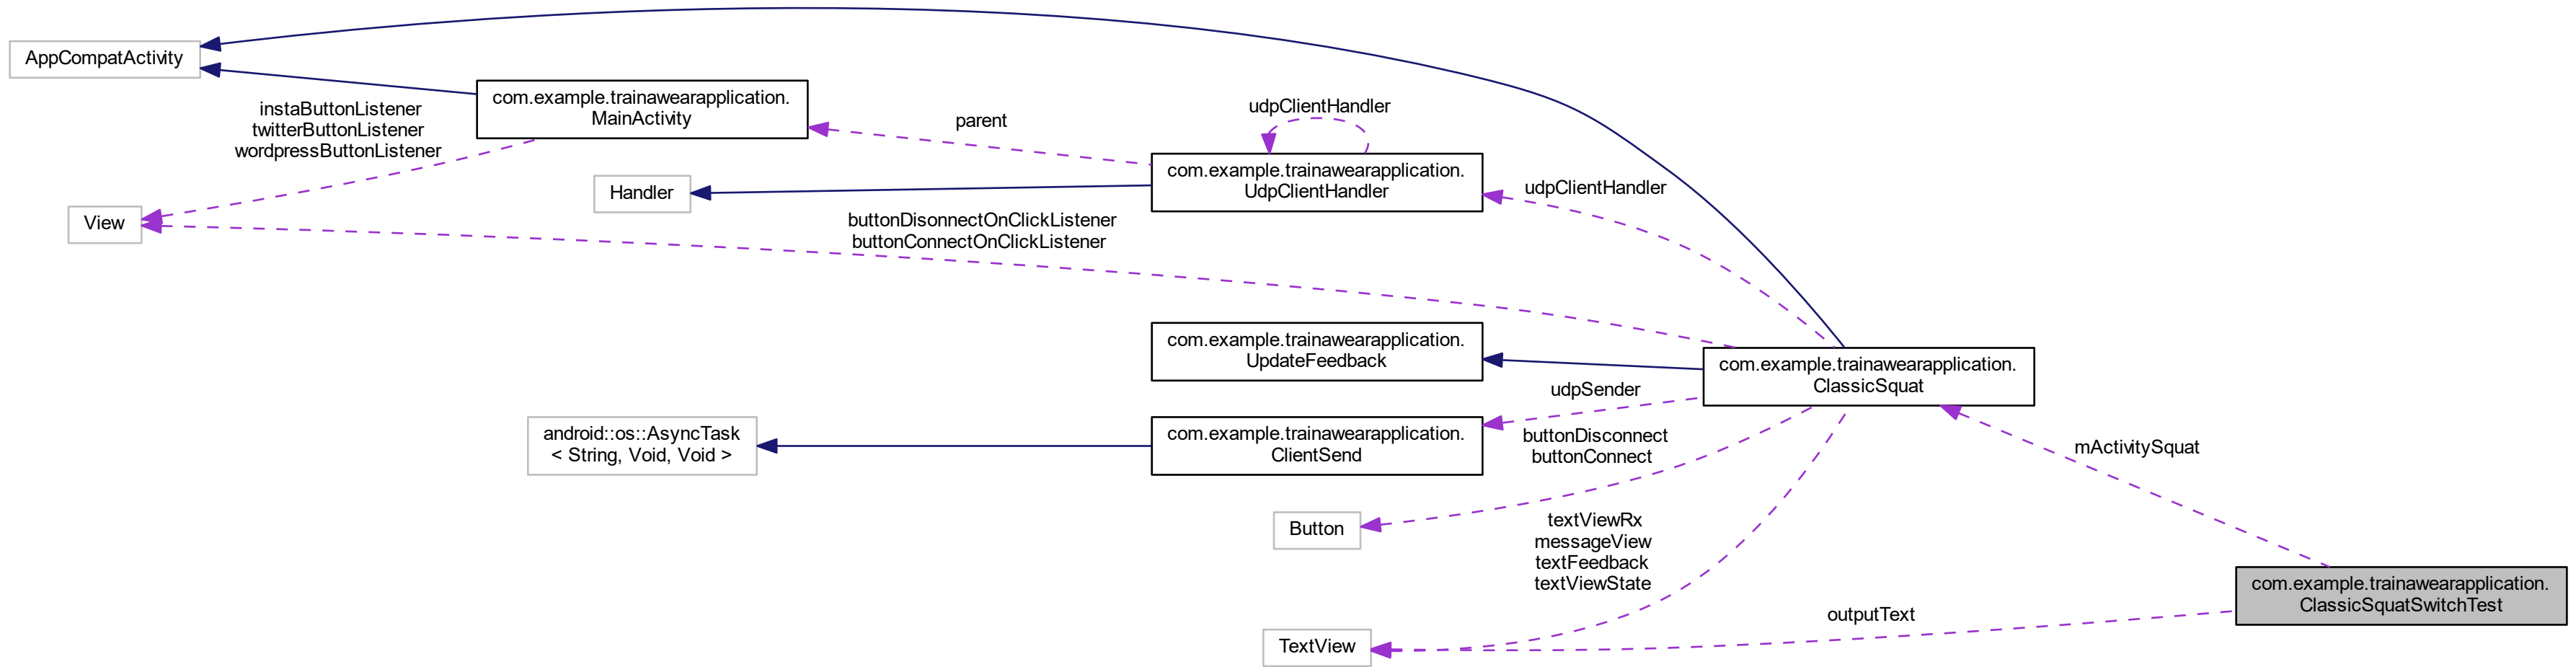 AppCompatActivity
com.example.trainawearapplication.
MainActivity
instaButtonListener
twitterButtonListener
wordpressButtonListener
udpClientHandler
parent
com.example.trainawearapplication.
UdpClientHandler
Handler
udpClientHandler
View
buttonDisonnectOnClickListener
buttonConnectOnClickListener
com.example.trainawearapplication.
UpdateFeedback
com.example.trainawearapplication.
ClassicSquat
udpSender
android::os::AsyncTask
< String, Void, Void >
com.example.trainawearapplication.
ClientSend
buttonDisconnect
buttonConnect
mActivitySquat
Button
textViewRx
messageView
textFeedback
textViewState
com.example.trainawearapplication.
ClassicSquatSwitchTest
outputText
TextView